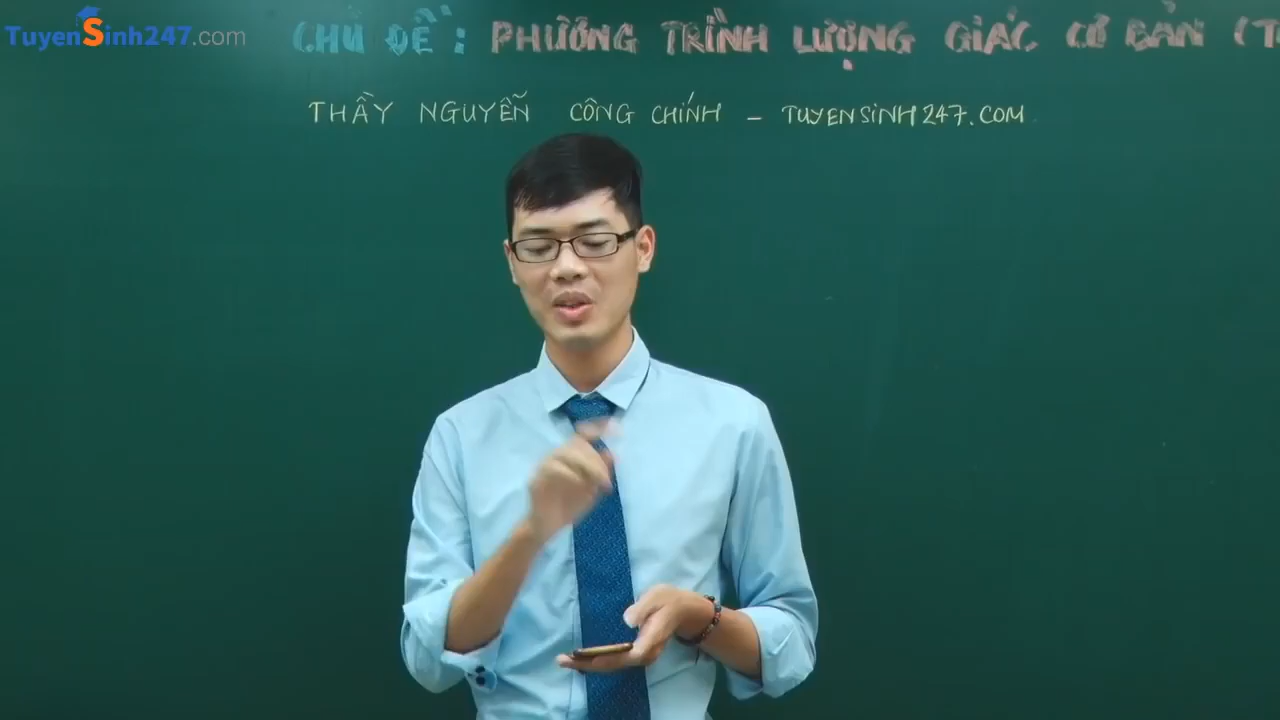 TuyenSinh247.com
CHỦ ĐỀ: PHƯƠNG TRÌNH LƯỢNG GIÁC CƠ BẢN (T
THẦY NGUYỄN CÔNG CHÍNH – TUYENSINH247.COM